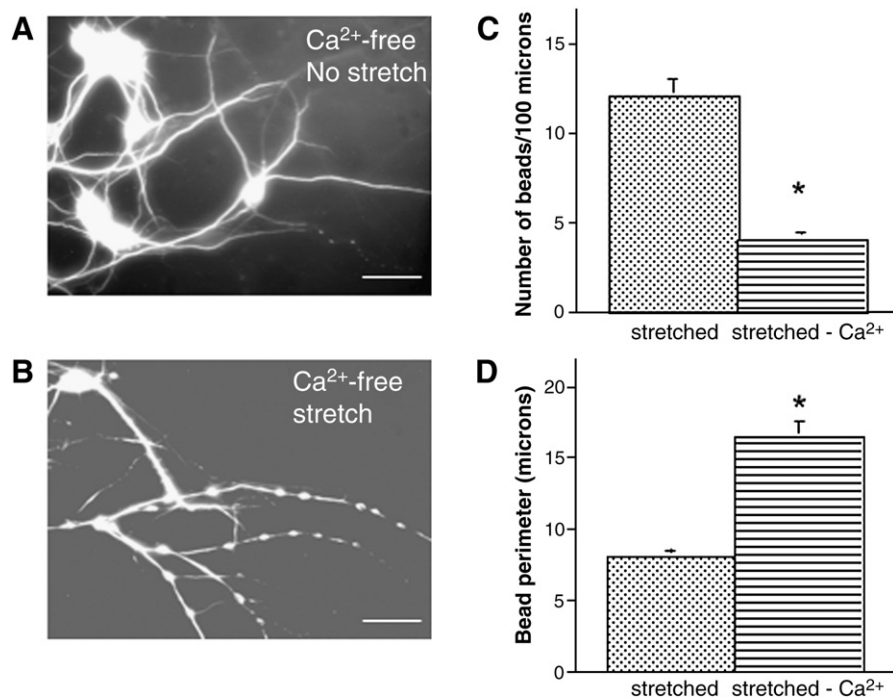 A
Ca²⁺-free
No stretch
B
Ca²⁺-free
stretch
C
Number of beads/100 microns
15
10
5
0
stretched
stretched - Ca²⁺
*
D
Bead perimeter (microns)
20
15
10
5
0
stretched
stretched - Ca²⁺
*